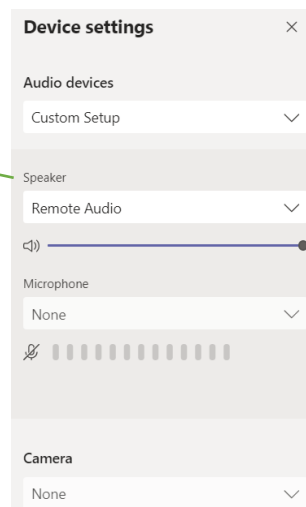 Device settings
Audio devices
Custom Setup
Speaker
Remote Audio
Microphone
None
Camera
None